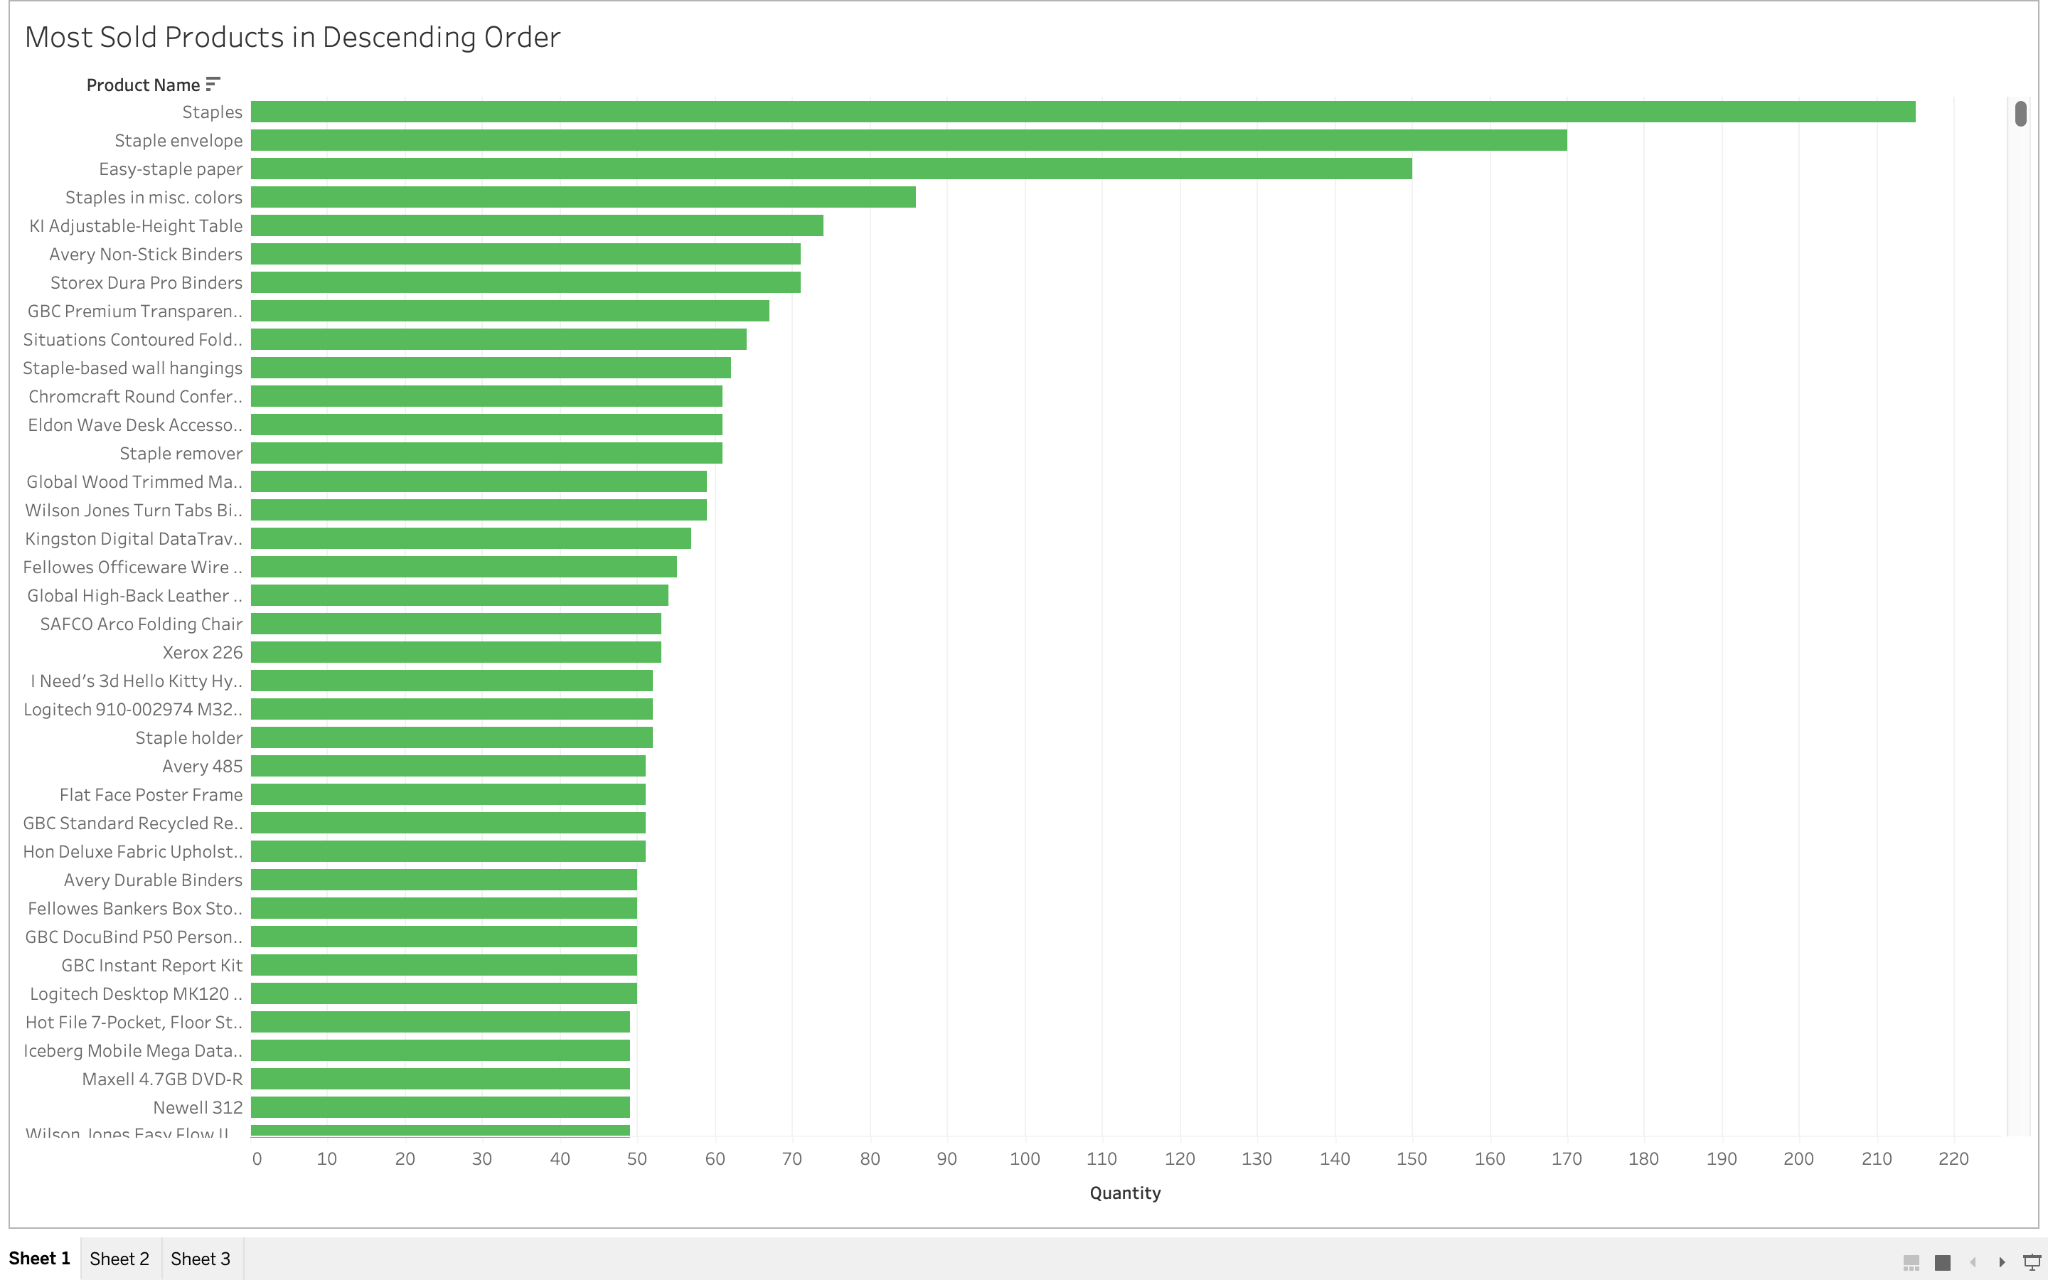 Most Sold Products in Descending Order
Product Name
Staples
Staple envelope
Easy-staple paper
Staples in misc. colors
KI Adjustable-Height Table
Avery Non-Stick Binders
Storex Dura Pro Binders
GBC Premium Transparen..
Situations Contoured Fold..
Staple-based wall hangings
Chromcraft Round Confer..
Eldon Wave Desk Accesso..
Staple remover
Global Wood Trimmed Ma..
Wilson Jones Turn Tabs Bi..
Kingston Digital DataTrav..
Fellowes Officeware Wire ..
Global High-Back Leather ..
SAFCO Arco Folding Chair
Xerox 226
I Need's 3d Hello Kitty Hy..
Logitech 910-002974 M32..
Staple holder
Avery 485
Flat Face Poster Frame
GBC Standard Recycled Re..
Hon Deluxe Fabric Upholst..
Avery Durable Binders
Fellowes Bankers Box Sto..
GBC DocuBind P50 Person..
GBC Instant Report Kit
Logitech Desktop MK120 ..
Hot File 7-Pocket, Floor St..
Iceberg Mobile Mega Data..
Maxell 4.7GB DVD-R
Newell 312
Wilson Jones Easy Flow II..
0 10 20 30 40 50 60 70 80 90 100 110 120 130 140 150 160 170 180 190 200 210 220
Quantity
Sheet 1 Sheet 2 Sheet 3